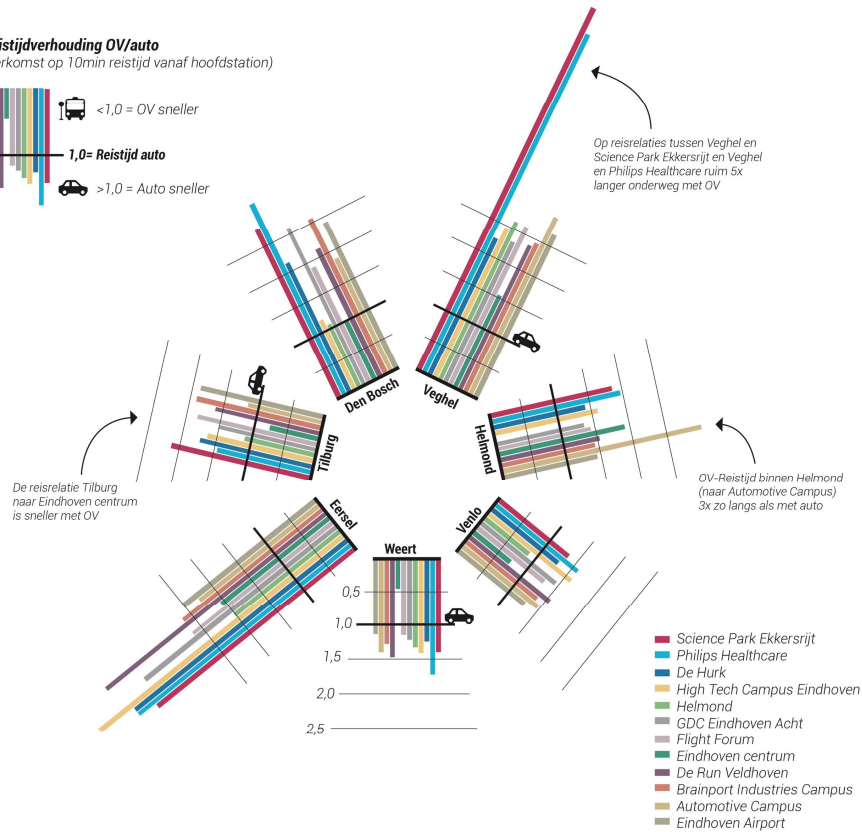 istijdverhouding OV/auto
erkomst op 10min reistijd vanaf hoofdstation)
<1,0 = OV sneller
1,0= Reistijd auto
>1,0 = Auto sneller
Op reisrelaties tussen Veghel en
Science Park Ekkersrijt en Veghel
en Philips Healthcare ruim 5x
langer onderweg met OV
Den Bosch
Veghel
Tilburg
Helmond
De reisrelatie Tilburg
naar Eindhoven centrum
is sneller met OV
OV-Reistijd binnen Helmond
(naar Automotive Campus)
3x zo langs als met auto
Eersel
Venlo
Weert
0,5
1,0
1,5
2,0
2,5
Science Park Ekkersrijt
Philips Healthcare
De Hurk
High Tech Campus Eindhoven
Helmond
GDC Eindhoven Acht
Flight Forum
Eindhoven centrum
De Run Veldhoven
Brainport Industries Campus
Automotive Campus
Eindhoven Airport